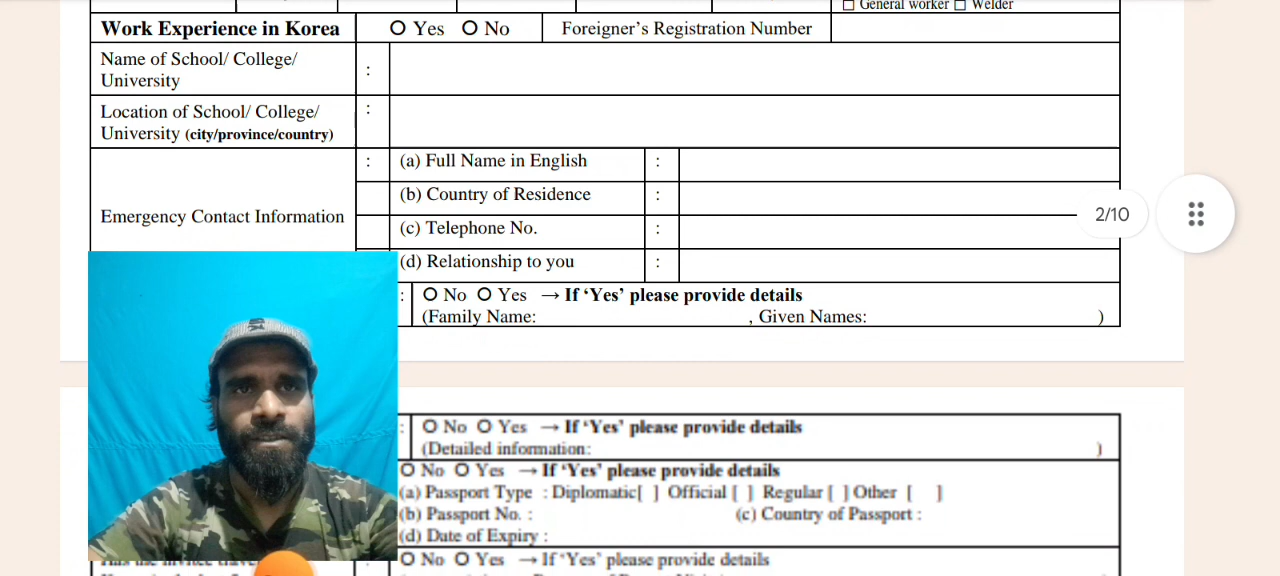 General worker Welder
Work Experience in Korea Yes No Foreigner's Registration Number
Name of School/ College/
University :
Location of School/ College/ :
University (city/province/country)
: (a) Full Name in English :
(b) Country of Residence :
Emergency Contact Information
2/10
(c) Telephone No. :
(d) Relationship to you :
: No Yes → If ‘Yes’ please provide details
(Family Name: , Given Names: )
: No Yes → If ‘Yes’ please provide details
(Detailed information: )
No Yes → If ‘Yes’ please provide details
(a) Passport Type : Diplomatic[ ] Official [ ] Regular [ ] Other [ ]
(b) Passport No. : (c) Country of Passport :
(d) Date of Expiry :
No Yes → If ‘Yes’ please provide details